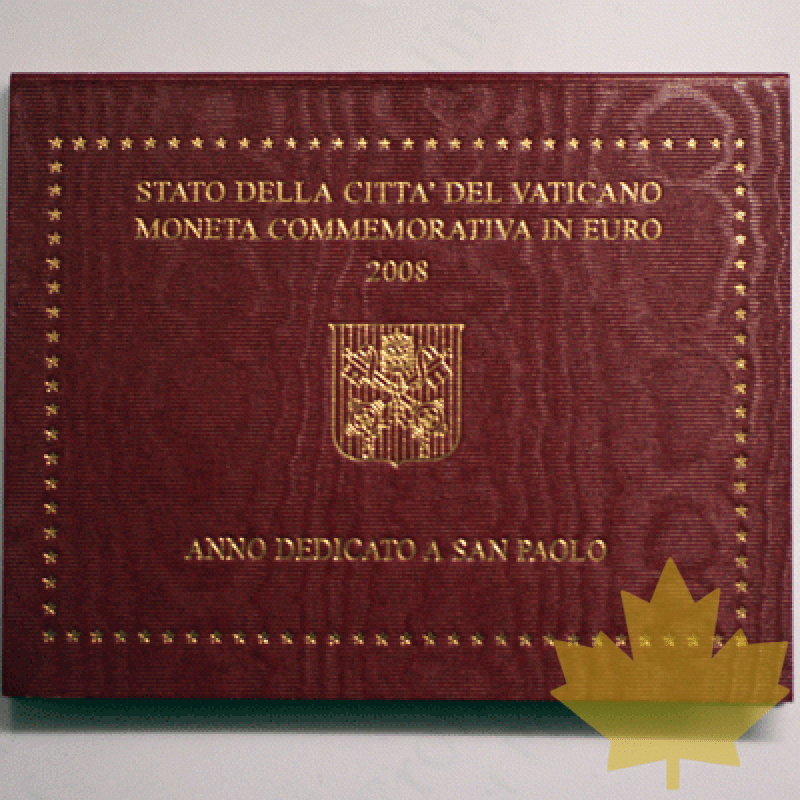 STATO DELLA CITTA' DEL VATICANO
MONETA COMMEMORATIVA IN EURO
2008
ANNO DEDICATO A SAN PAOLO